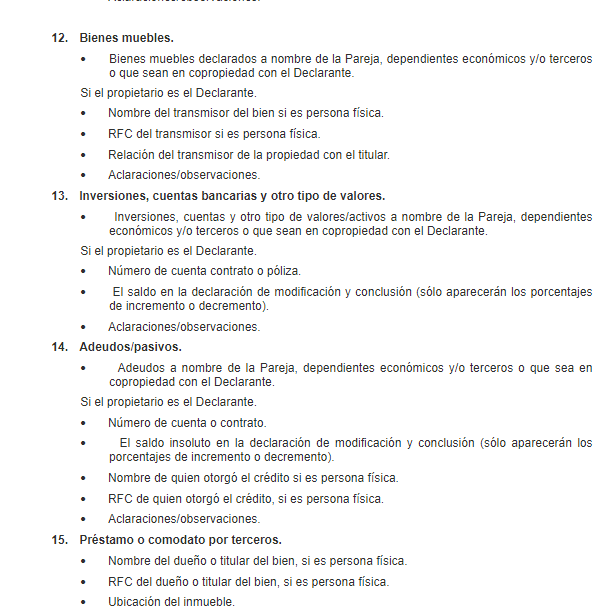 Aclaraciones/observaciones.
12. Bienes muebles.
• Bienes muebles declarados a nombre de la Pareja, dependientes económicos y/o terceros
o que sean en copropiedad con el Declarante.
Si el propietario es el Declarante.
• Nombre del transmisor del bien si es persona física.
• RFC del transmisor si es persona física.
• Relación del transmisor de la propiedad con el titular.
• Aclaraciones/observaciones.
13. Inversiones, cuentas bancarias y otro tipo de valores.
• Inversiones, cuentas y otro tipo de valores/activos a nombre de la Pareja, dependientes
económicos y/o terceros o que sean en copropiedad con el Declarante.
Si el propietario es el Declarante.
• Número de cuenta contrato o póliza.
• El saldo en la declaración de modificación y conclusión (sólo aparecerán los porcentajes
de incremento o decremento).
• Aclaraciones/observaciones.
14. Adeudos/pasivos.
• Adeudos a nombre de la Pareja, dependientes económicos y/o terceros o que sea en
copropiedad con el Declarante.
Si el propietario es el Declarante.
• Número de cuenta o contrato.
• El saldo insoluto en la declaración de modificación y conclusión (sólo aparecerán los
porcentajes de incremento o decremento).
• Nombre de quien otorgó el crédito si es persona física.
• RFC de quien otorgó el crédito, si es persona física.
• Aclaraciones/observaciones.
15. Préstamo o comodato por terceros.
• Nombre del dueño o titular del bien, si es persona física.
• RFC del dueño o titular del bien, si es persona física.
• Ubicación del inmueble.